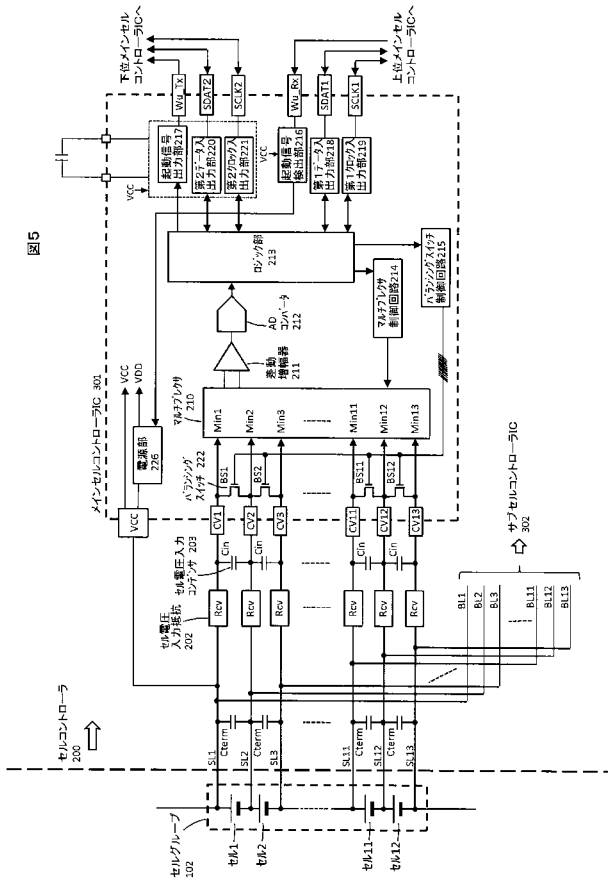 図5
下位メインセル
コントローラICへ
上位メインセル
コントローラICへ
Wu_Tx
SDAT2
SCLK2
Wu_Rx
SDAT1
SCLK1
VCC
起動信号
出力部217
第2データ入
出力部220
第2クロック入
出力部221
VCC
起動信号
検出部216
第1データ入
出力部218
第1クロック入
出力部219
ロジック部
213
マルチプレクサ
制御回路214
バランシングスイッチ
制御回路215
AD
コンバータ
212
差動
増幅器
211
メインセルコントローラIC 301
VCC
VDD
電源部
226
VCC
マルチプレクサ
210
Min1
Min2
Min3
Min11
Min12
Min13
バランシング
スイッチ 222
BS1
BS2
BS11
BS12
CV1
CV2
CV3
CV11
CV12
CV13
セル電圧入力
コンデンサ 203
Cin
Cin
Cin
Cin
セル電圧
入力抵抗
202
Rcv
Rcv
Rcv
Rcv
Rcv
Rcv
サブセルコントローラIC
302
BL1
BL2
BL3
BL11
BL12
BL13
セルコントローラ
200
SL1
Cterm
SL2
Cterm
SL3
SL11
Cterm
SL12
Cterm
SL13
セルグループ
102
セル1
セル2
セル11
セル12